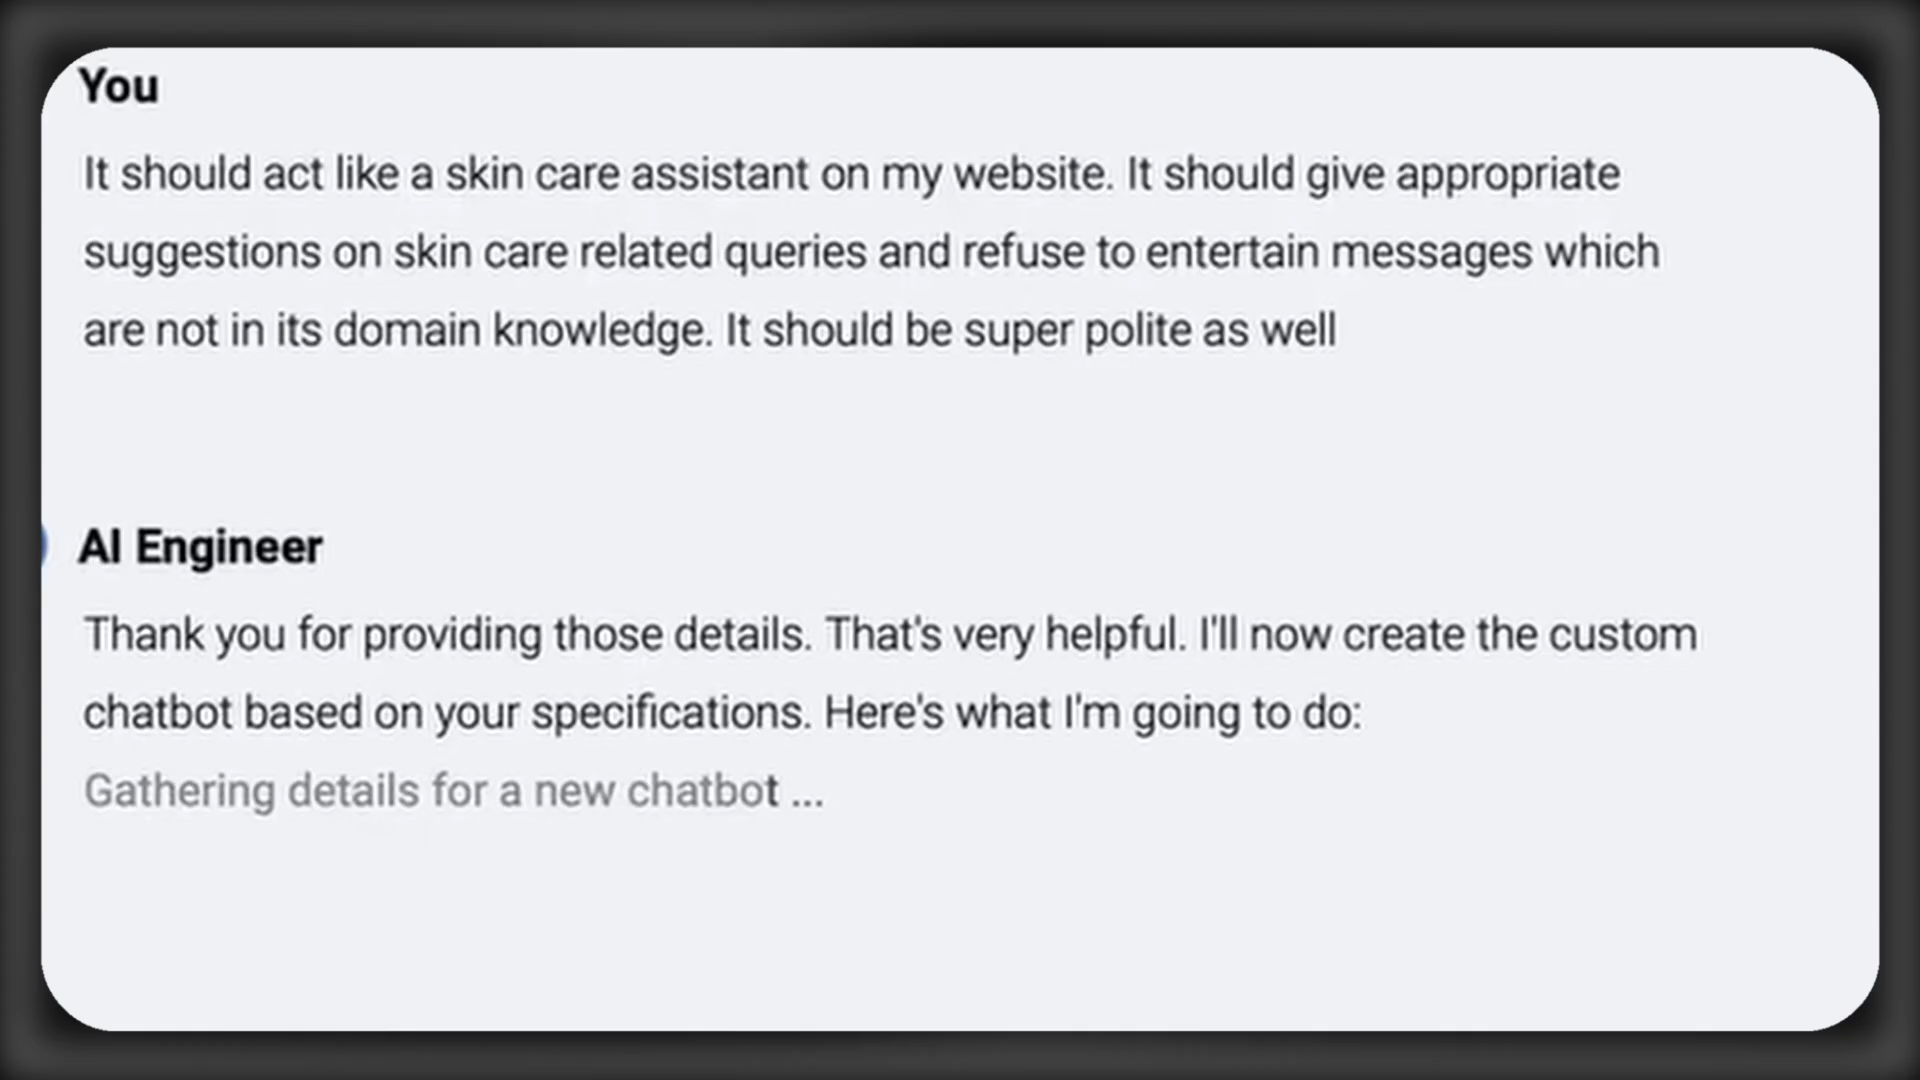 You
It should act like a skin care assistant on my website. It should give appropriate
suggestions on skin care related queries and refuse to entertain messages which
are not in its domain knowledge. It should be super polite as well
AI Engineer
Thank you for providing those details. That's very helpful. I'll now create the custom
chatbot based on your specifications. Here's what I'm going to do:
Gathering details for a new chatbot ...